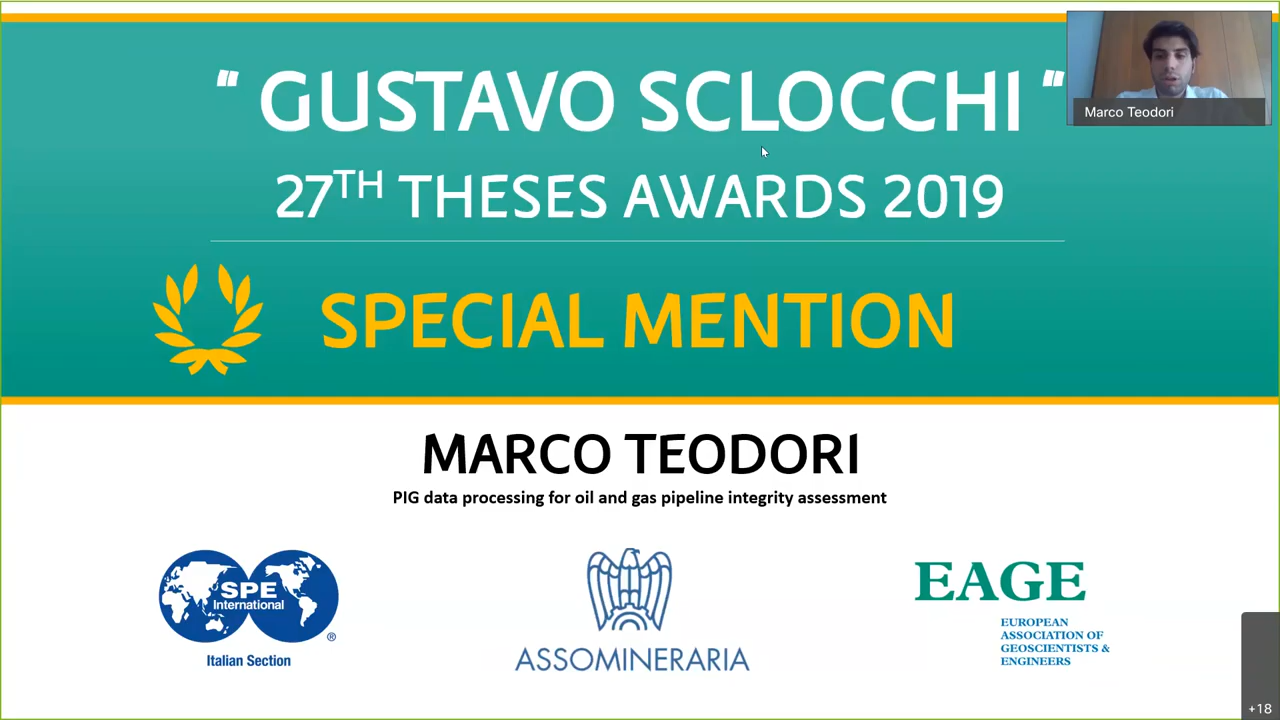 " GUSTAVO SCLOCCHI "
Marco Teodori
27TH THESES AWARDS 2019
SPECIAL MENTION
MARCO TEODORI
PIG data processing for oil and gas pipeline integrity assessment
SPE
International
®
Italian Section
ASSOMINERARIA
EAGE
EUROPEAN
ASSOCIATION OF
GEOSCIENTISTS &
ENGINEERS
+18